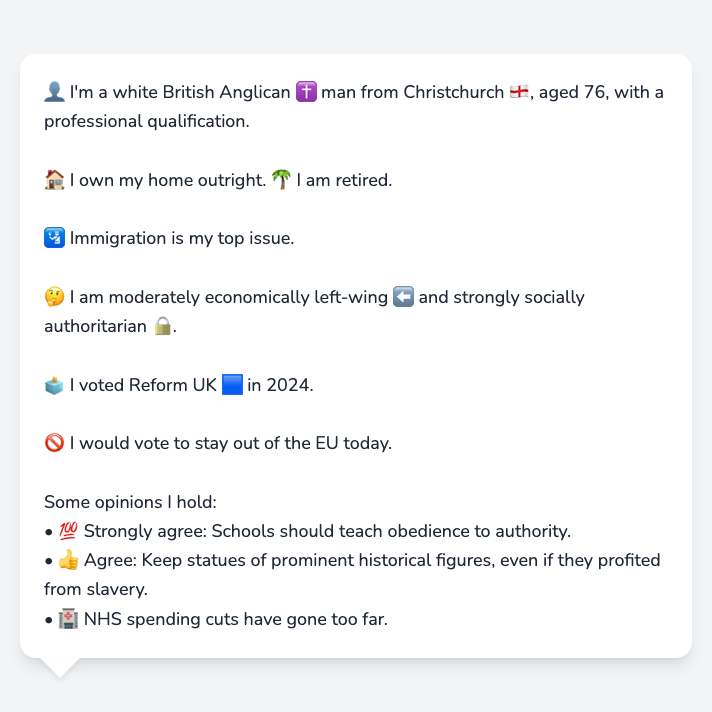 👤 I'm a white British Anglican ✝️ man from Christchurch 🏴󠁧󠁢󠁥󠁮󠁧󠁿, aged 76, with a
professional qualification.
🏠 I own my home outright. 🌴 I am retired.
🛂 Immigration is my top issue.
🤔 I am moderately economically left-wing ⬅️ and strongly socially
authoritarian 🔒.
🗳️ I voted Reform UK 🟦 in 2024.
🚫 I would vote to stay out of the EU today.
Some opinions I hold:
• 💯 Strongly agree: Schools should teach obedience to authority.
• 👍 Agree: Keep statues of prominent historical figures, even if they profited
from slavery.
• 🏥 NHS spending cuts have gone too far.